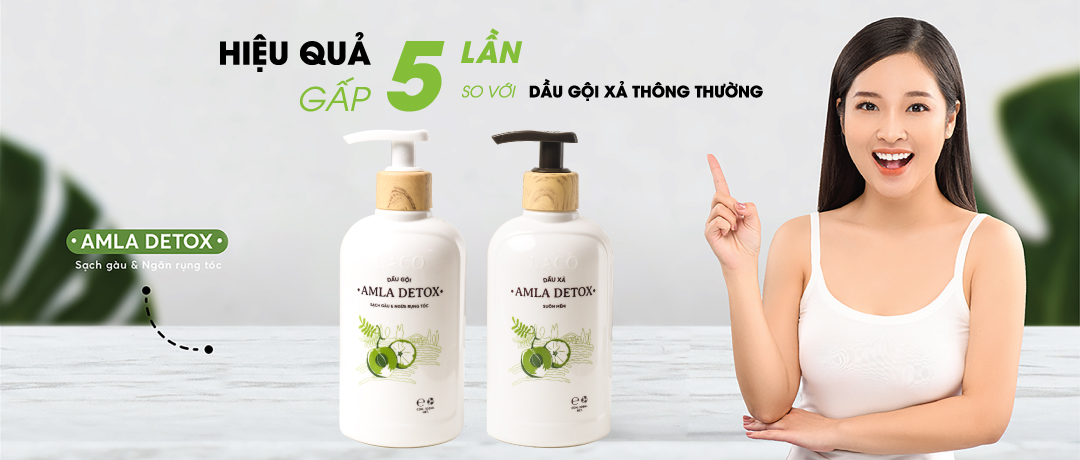 HIỆU QUẢ
GẤP 5 LẦN
SO VỚI DẦU GỘI XẢ THÔNG THƯỜNG
• AMLA DETOX •
Sạch gàu & Ngăn rụng tóc
DẦU GỘI
• AMLA DETOX •
SẠCH GÀU & NGĂN RỤNG TÓC
DẦU XẢ
• AMLA DETOX •
SUÔN MỀM